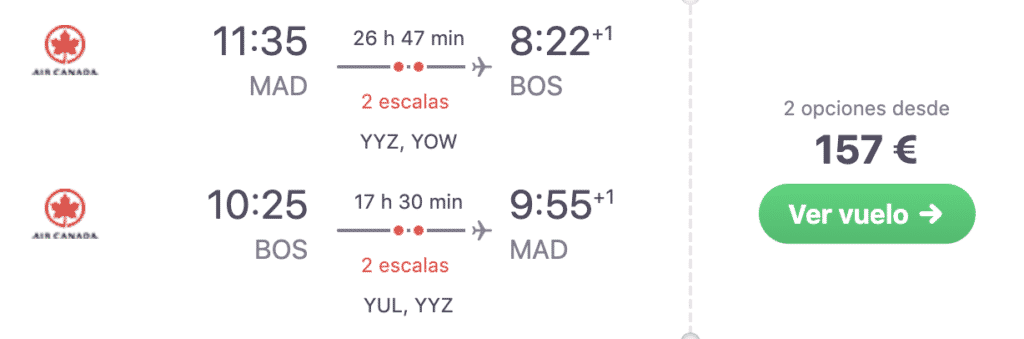 11:35 26 h 47 min 8:22+1
AIR CANADA MAD BOS
2 escalas
YYZ, YOW
2 opciones desde
157 €
Ver vuelo →
10:25 17 h 30 min 9:55+1
AIR CANADA BOS MAD
2 escalas
YUL, YYZ